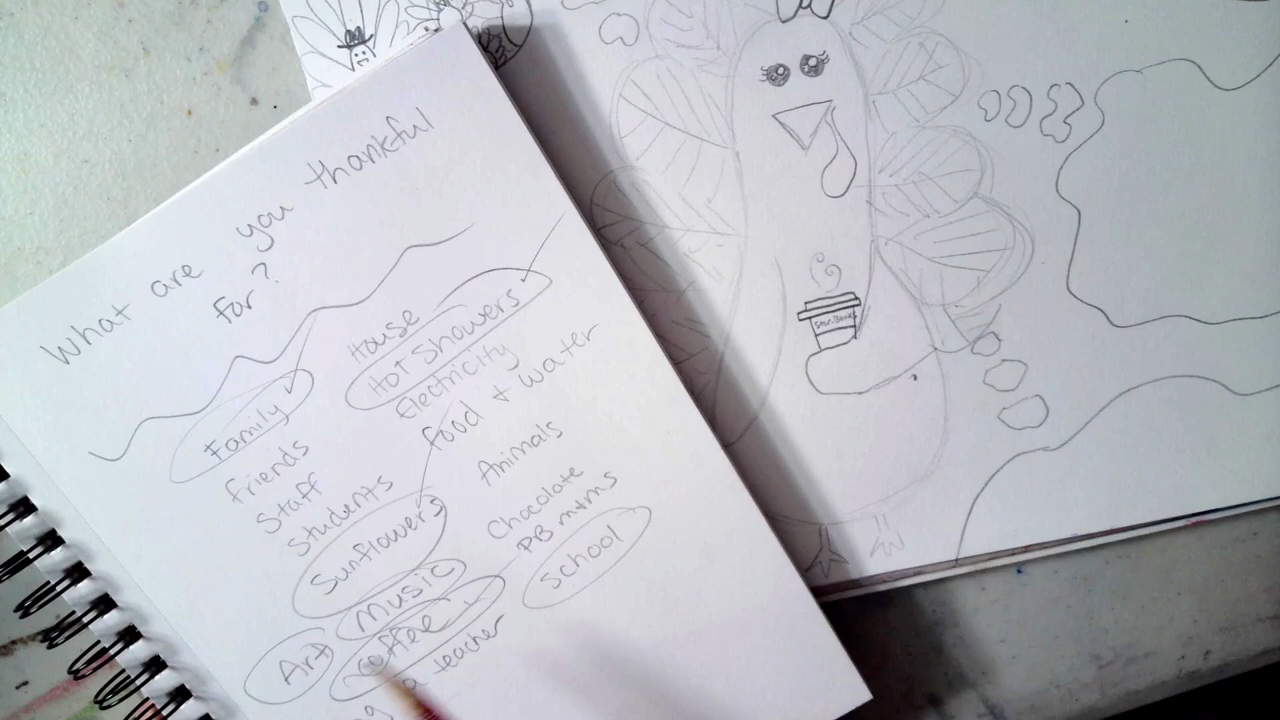 What are you thankful
for?
Family
Friends
Staff
Students
Sunflowers
Music
Art
Coffee
a teacher
House
Hot Showers
Electricity
food + water
Animals
Chocolate
PB m+ms
School